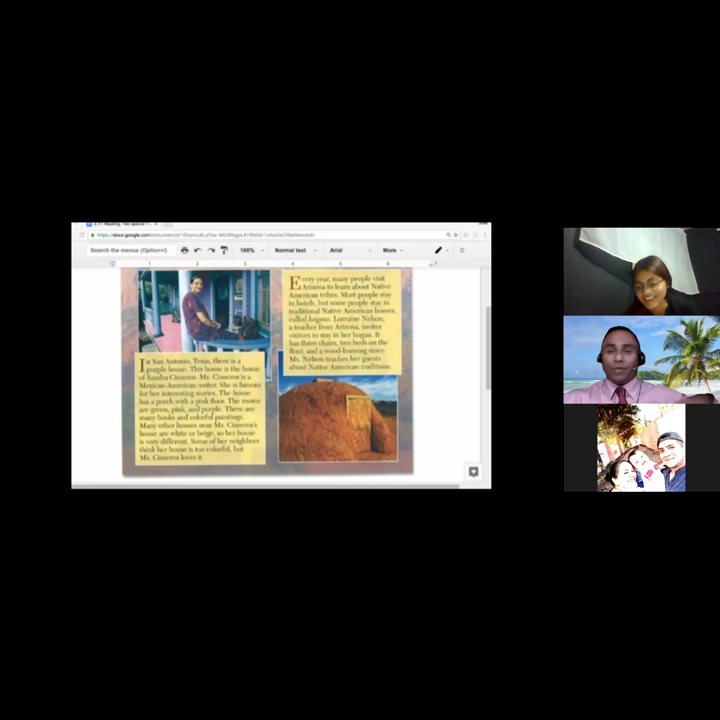 Search the menus (Option+/)
100%
Normal text
Arial
More
In San Antonio, Texas, there is a
purple house. This house is the home
of Sandra Cisneros. Ms. Cisneros is a
Mexican-American writer. She is famous
for her interesting stories. The house
has a porch with a pink floor. The rooms
are green, pink, and purple. There are
many books and colorful paintings.
Many other houses near Ms. Cisneros's
house are white or beige, so her house
is very different. Some of her neighbors
think her house is too colorful, but
Ms. Cisneros loves it.
Every year, many people visit
Arizona to learn about Native
American tribes. Most people stay
in hotels, but some people stay in
traditional Native American homes,
called hogans. Lorraine Nelson,
a teacher from Arizona, invites
visitors to stay in her hogan. It
has three chairs, two beds on the
floor, and a wood-burning stove.
Ms. Nelson teaches her guests
about Native American traditions.